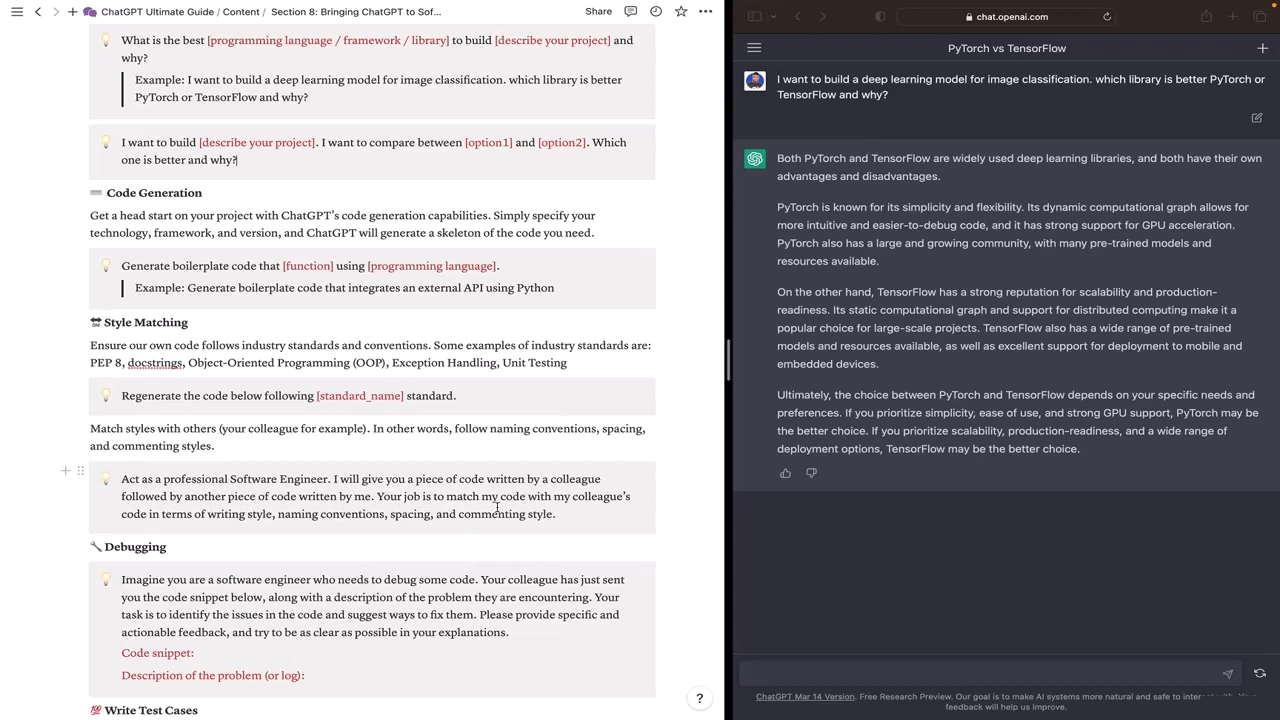 ChatGPT Ultimate Guide / Content / Section 8: Bringing ChatGPT to Sof...
Share
What is the best [programming language / framework / library] to build [describe your project] and
why?
Example: I want to build a deep learning model for image classification. which library is better
PyTorch or TensorFlow and why?
I want to build [describe your project]. I want to compare between [option1] and [option2]. Which
one is better and why?
Code Generation
Get a head start on your project with ChatGPT's code generation capabilities. Simply specify your
technology, framework, and version, and ChatGPT will generate a skeleton of the code you need.
Generate boilerplate code that [function] using [programming language].
Example: Generate boilerplate code that integrates an external API using Python
Style Matching
Ensure our own code follows industry standards and conventions. Some examples of industry standards are:
PEP 8, docstrings, Object-Oriented Programming (OOP), Exception Handling, Unit Testing
Regenerate the code below following [standard_name] standard.
Match styles with others (your colleague for example). In other words, follow naming conventions, spacing,
and commenting styles.
Act as a professional Software Engineer. I will give you a piece of code written by a colleague
followed by another piece of code written by me. Your job is to match my code with my colleague's
code in terms of writing style, naming conventions, spacing, and commenting style.
Debugging
Imagine you are a software engineer who needs to debug some code. Your colleague has just sent
you the code snippet below, along with a description of the problem they are encountering. Your
task is to identify the issues in the code and suggest ways to fix them. Please provide specific and
actionable feedback, and try to be as clear as possible in your explanations.
Code snippet:
Description of the problem (or log):
Write Test Cases
?
chat.openai.com
PyTorch vs TensorFlow
I want to build a deep learning model for image classification. which library is better PyTorch or
TensorFlow and why?
Both PyTorch and TensorFlow are widely used deep learning libraries, and both have their own
advantages and disadvantages.
PyTorch is known for its simplicity and flexibility. Its dynamic computational graph allows for
more intuitive and easier-to-debug code, and it has strong support for GPU acceleration.
PyTorch also has a large and growing community, with many pre-trained models and
resources available.
On the other hand, TensorFlow has a strong reputation for scalability and production-
readiness. Its static computational graph and support for distributed computing make it a
popular choice for large-scale projects. TensorFlow also has a wide range of pre-trained
models and resources available, as well as excellent support for deployment to mobile and
embedded devices.
Ultimately, the choice between PyTorch and TensorFlow depends on your specific needs and
preferences. If you prioritize simplicity, ease of use, and strong GPU support, PyTorch may be
the better choice. If you prioritize scalability, production-readiness, and a wide range of
deployment options, TensorFlow may be the better choice.
ChatGPT Mar 14 Version. Free Research Preview. Our goal is to make AI systems more natural and safe to interact with. Your
feedback will help us improve.